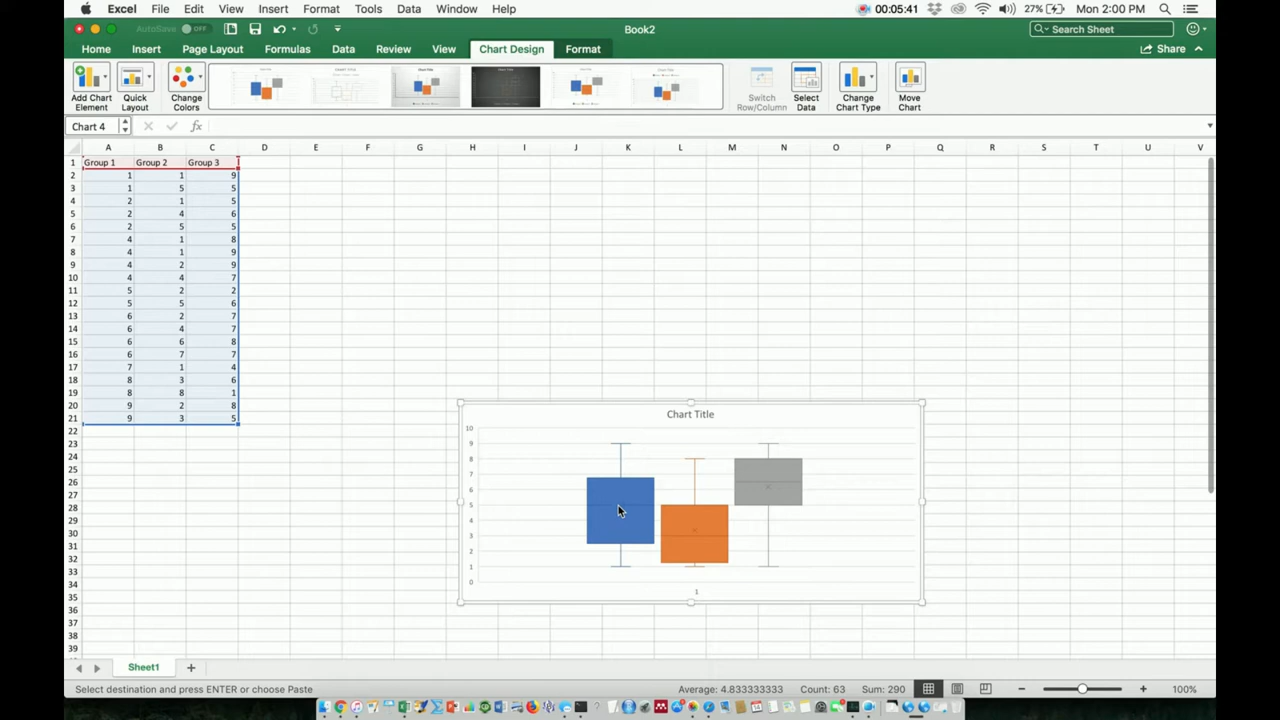 Excel File Edit View Insert Format Tools Data Window Help 00:05:41 27% Mon 2:00 PM
AutoSave OFF Book2 Search Sheet
Home Insert Page Layout Formulas Data Review View Chart Design Format Share
Add Chart Element Quick Layout Change Colors Switch Row/Column Select Data Change Chart Type Move Chart
Chart 4 fx
A B C D E F G H I J K L M N O P Q R S T U V
1 Group 1 Group 2 Group 3
2 1 1 9
3 1 5 5
4 2 1 5
5 2 4 6
6 2 5 5
7 4 1 8
8 4 1 9
9 4 2 9
10 4 4 7
11 5 2 2
12 5 5 6
13 6 2 7
14 6 4 7
15 6 6 8
16 6 7 7
17 7 1 4
18 8 3 6
19 8 8 1
20 9 2 8
21 9 3 5
22
23
24
25
26
27
28
29
30
31
32
33
34
35
36
37
38
39
Chart Title
10
9
8
7
6
5
4
3
2
1
0
1
Sheet1
Select destination and press ENTER or choose Paste Average: 4.833333333 Count: 63 Sum: 290 100%